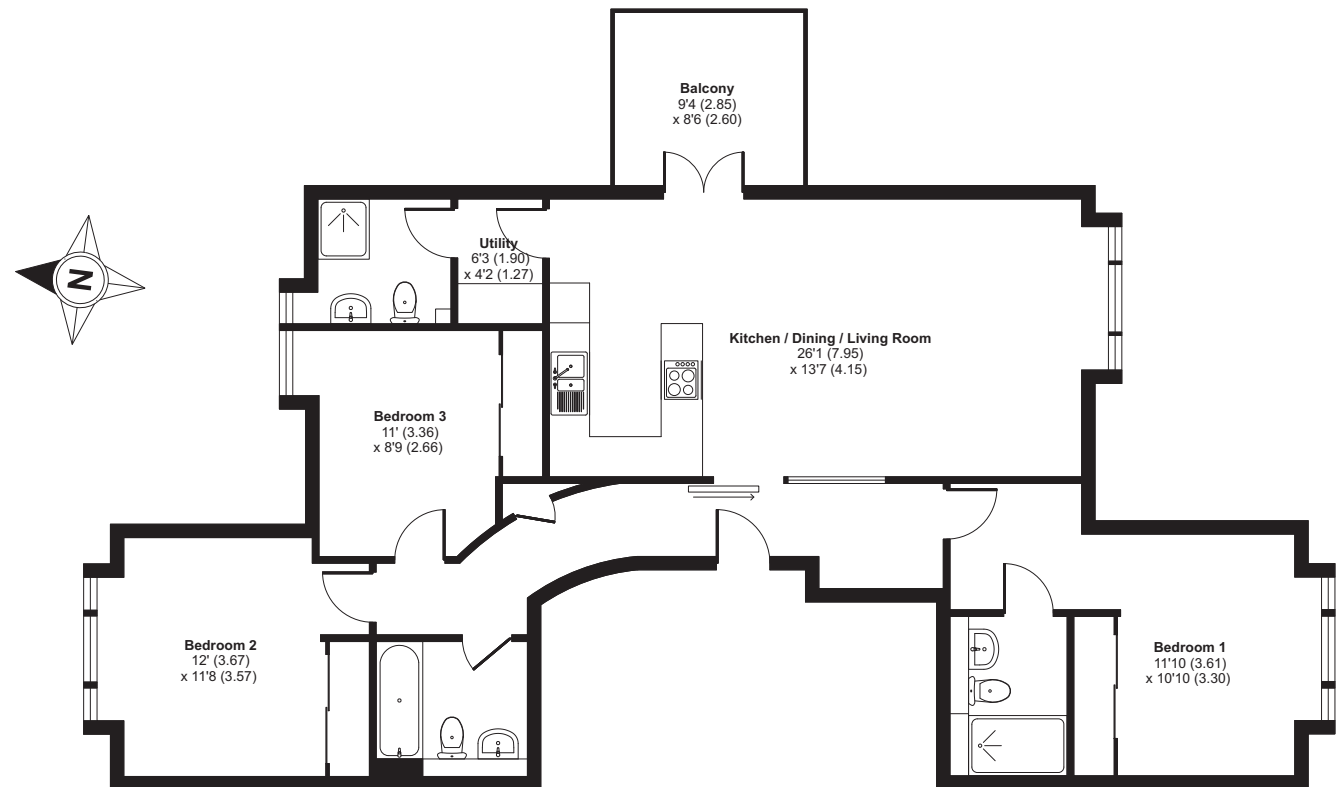 Balcony
9'4 (2.85)
x 8'6 (2.60)
Utility
6'3 (1.90)
x 4'2 (1.27)
N
Kitchen / Dining / Living Room
26'1 (7.95)
x 13'7 (4.15)
Bedroom 3
11' (3.36)
x 8'9 (2.66)
Bedroom 2
12' (3.67)
x 11'8 (3.57)
Bedroom 1
11'10 (3.61)
x 10'10 (3.30)